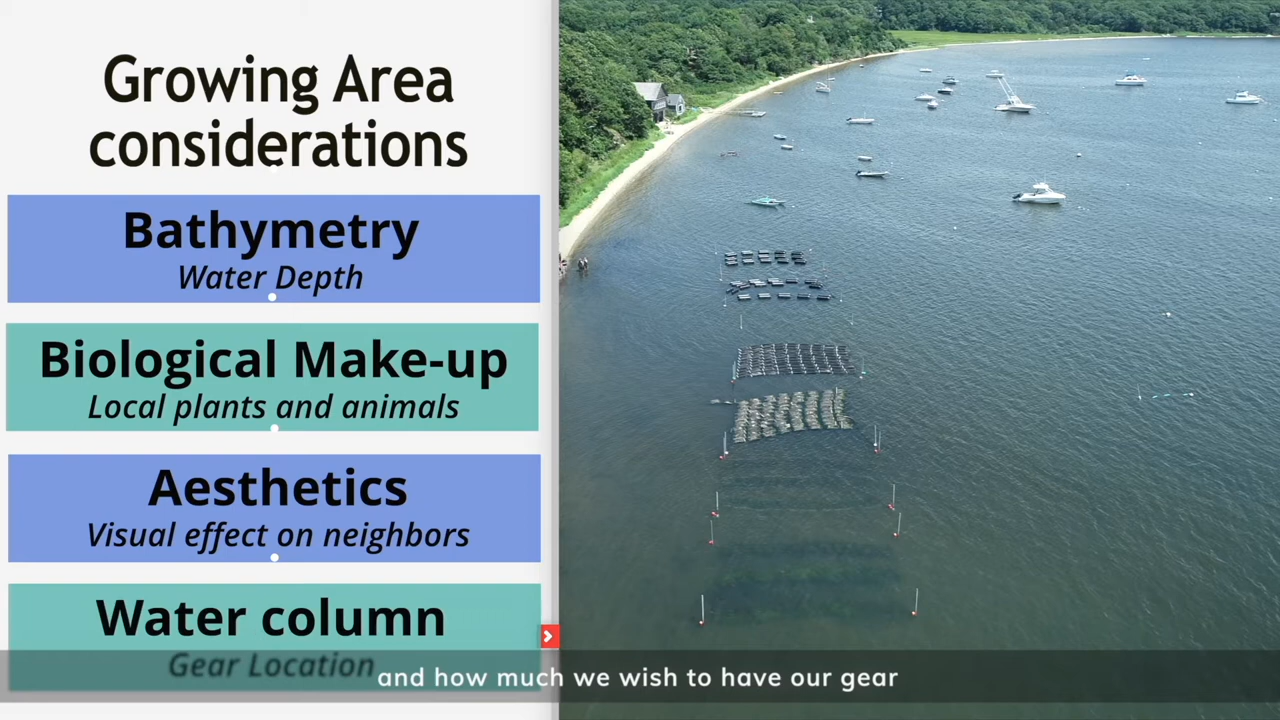 Growing Area
considerations
Bathymetry
Water Depth
Biological Make-up
Local plants and animals
Aesthetics
Visual effect on neighbors
Water column
Gear Location
and how much we wish to have our gear